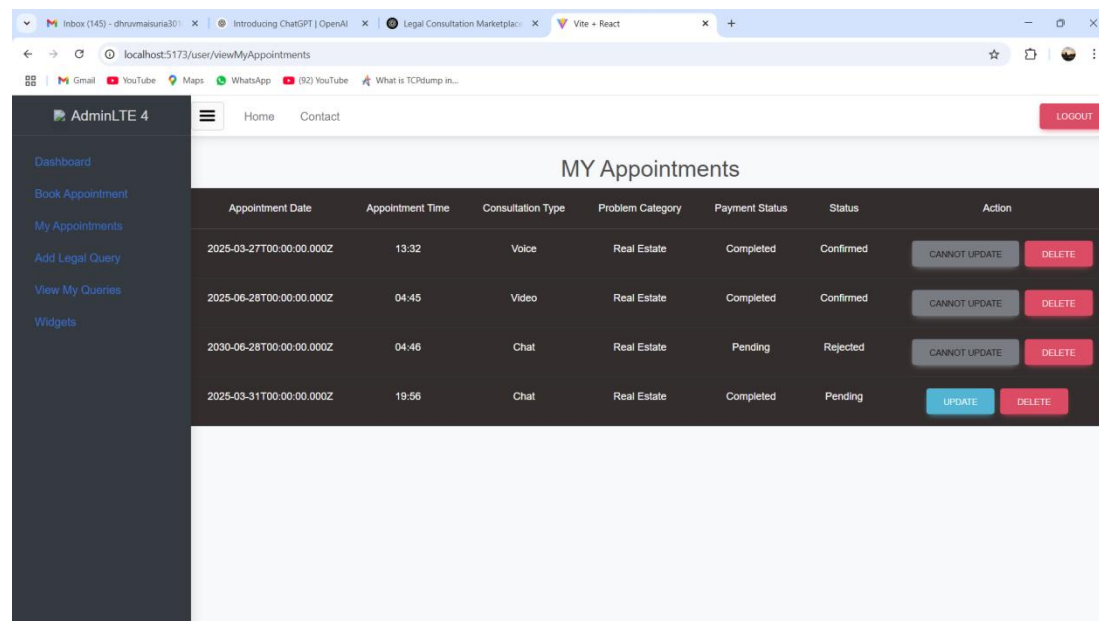 Inbox (145) - dhruvmaisuria301
Introducing ChatGPT | OpenAI
Legal Consultation Marketplace
Vite + React
localhost:5173/user/viewMyAppointments
Gmail YouTube Maps WhatsApp (92) YouTube What is TCPdump in...
AdminLTE 4
Home Contact
LOGOUT
Dashboard
Book Appointment
My Appointments
Add Legal Query
View My Queries
Widgets
MY Appointments
Appointment Date Appointment Time Consultation Type Problem Category Payment Status Status Action
2025-03-27T00:00:00.000Z 13:32 Voice Real Estate Completed Confirmed CANNOT UPDATE DELETE
2025-06-28T00:00:00.000Z 04:45 Video Real Estate Completed Confirmed CANNOT UPDATE DELETE
2030-06-28T00:00:00.000Z 04:46 Chat Real Estate Pending Rejected CANNOT UPDATE DELETE
2025-03-31T00:00:00.000Z 19:56 Chat Real Estate Completed Pending UPDATE DELETE